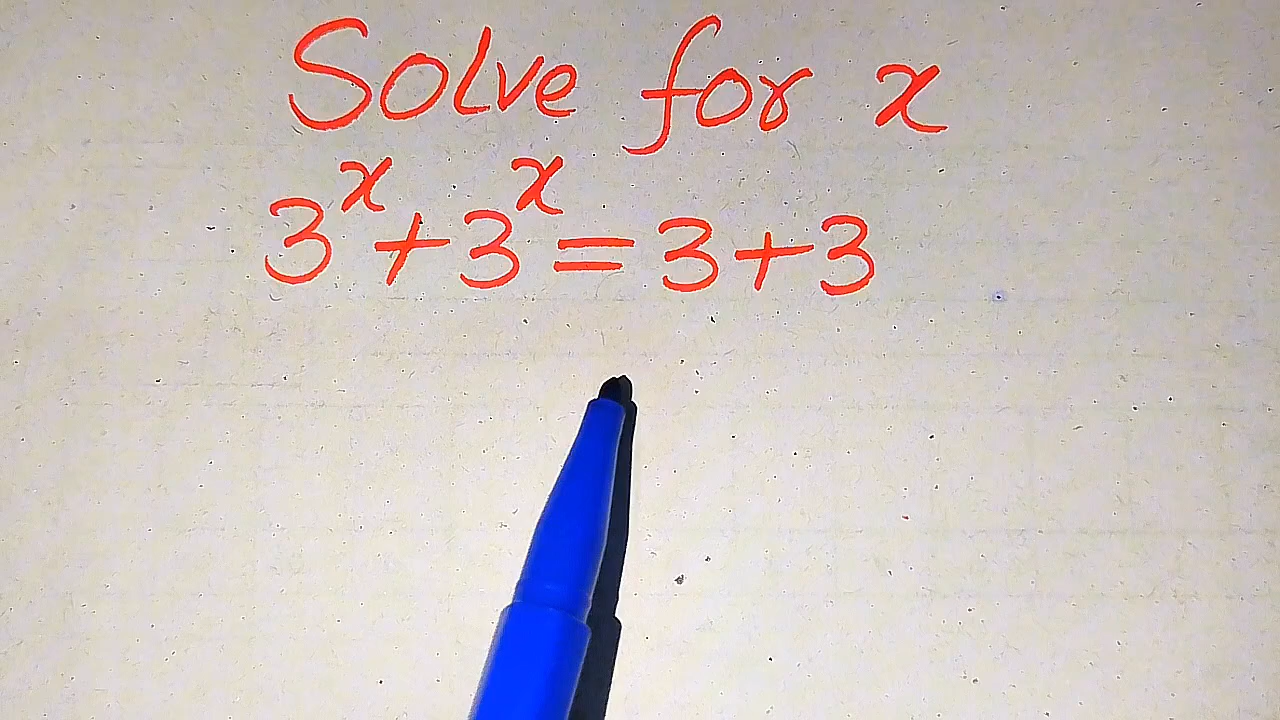 Solve for x
3^x + 3^x = 3 + 3